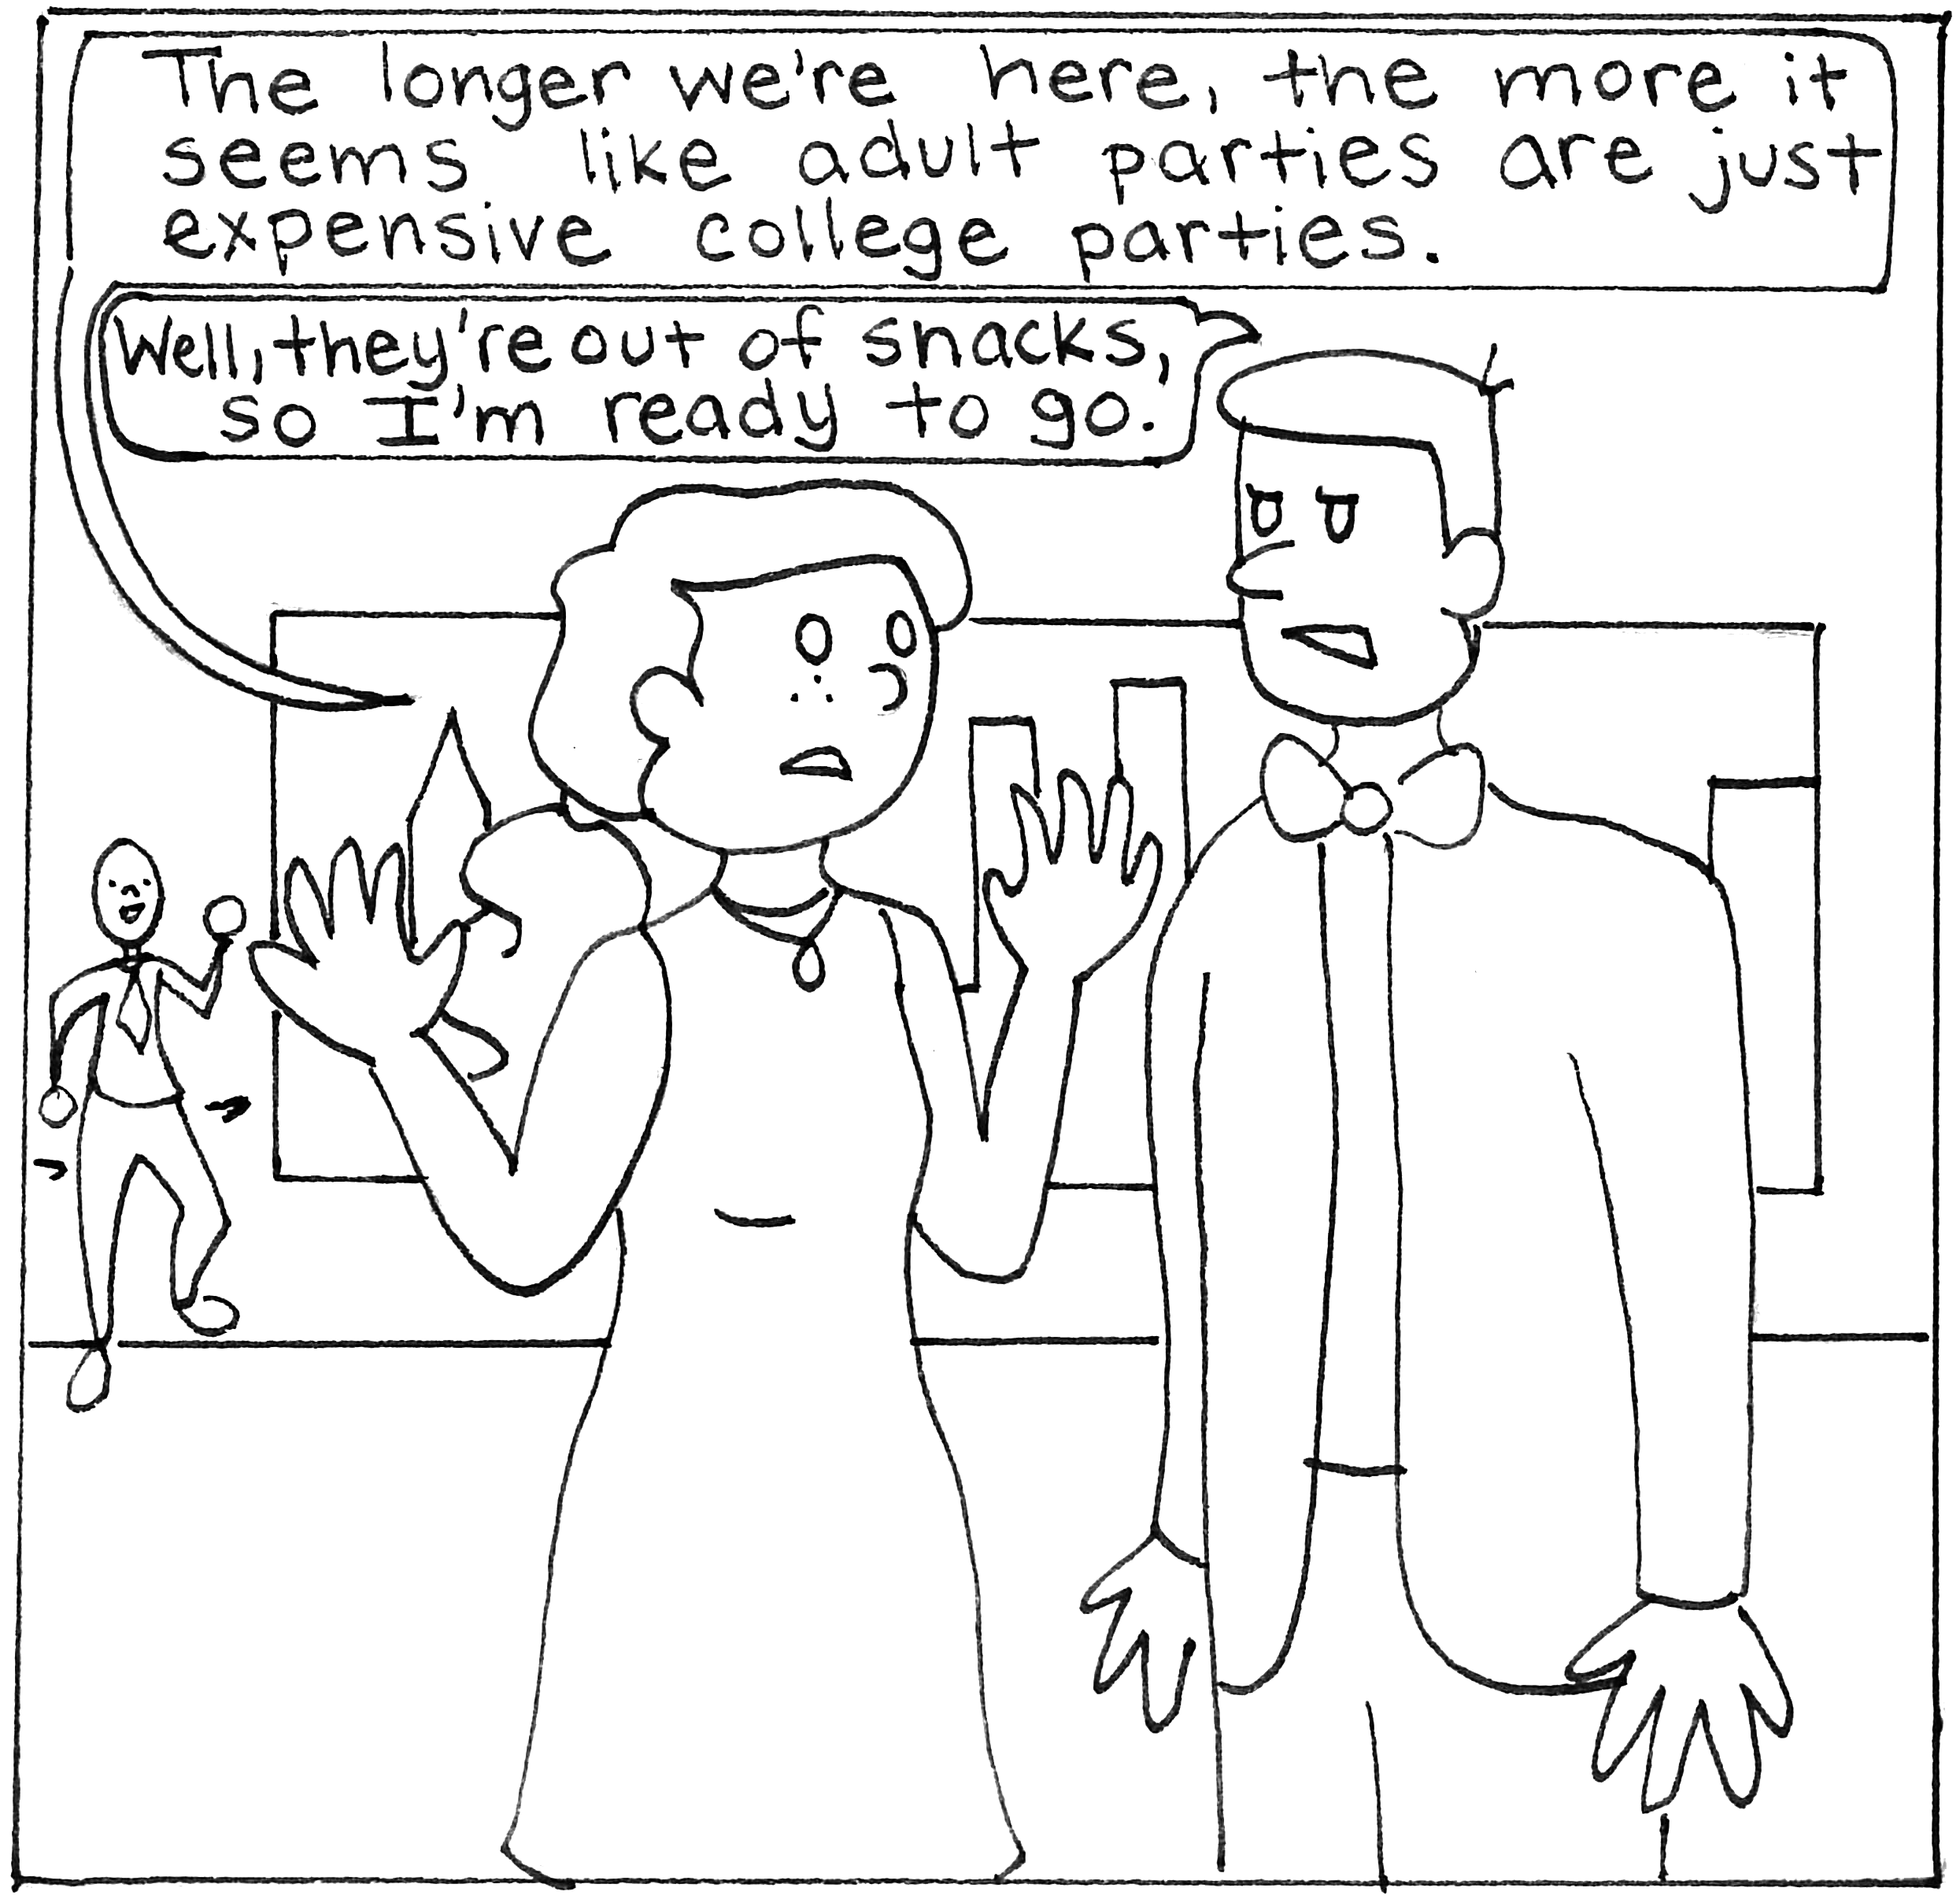 The longer we're here, the more it
seems like adult parties are just
expensive college parties.
Well, they're out of snacks,
so I'm ready to go.